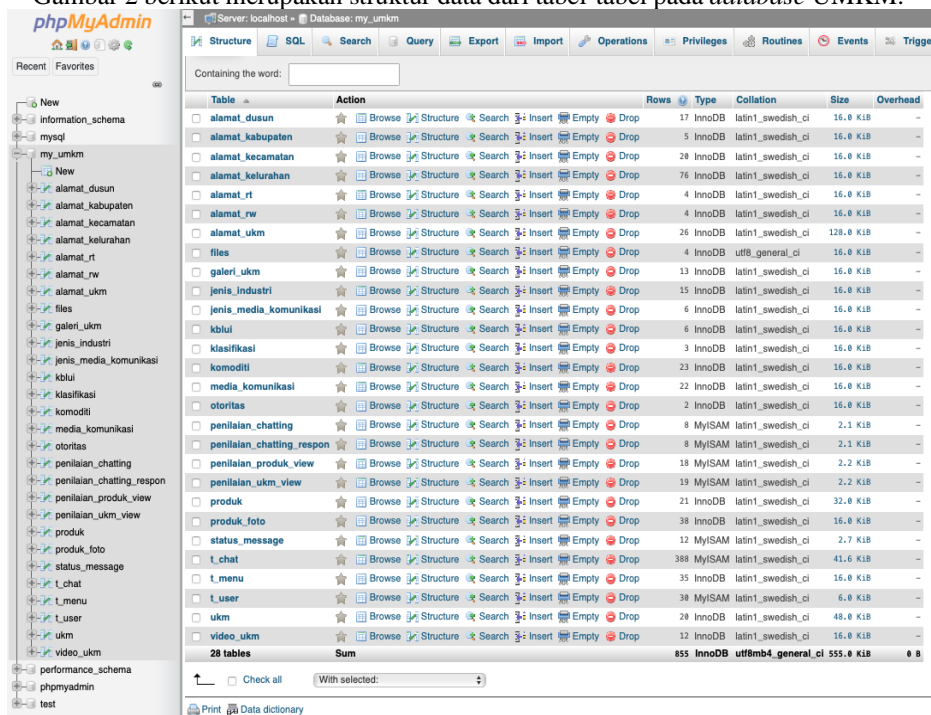 Gambar 2 berikut merupakan struktur data dari tabel-tabel pada database UMKM.
phpMyAdmin
Recent Favorites
New
information_schema
mysql
my_umkm
New
alamat_dusun
alamat_kabupaten
alamat_kecamatan
alamat_kelurahan
alamat_rt
alamat_rw
alamat_ukm
files
galeri_ukm
jenis_industri
jenis_media_komunikasi
kblui
klasifikasi
komoditi
media_komunikasi
otoritas
penilaian_chatting
penilaian_chatting_respon
penilaian_produk_view
penilaian_ukm_view
produk
produk_foto
status_message
t_chat
t_menu
t_user
ukm
video_ukm
performance_schema
phpmyadmin
test
Server: localhost » Database: my_umkm
Structure SQL Search Query Export Import Operations Privileges Routines Events Trigge
Containing the word:
Table Action Rows Type Collation Size Overhead
alamat_dusun Browse Structure Search Insert Empty Drop 17 InnoDB latin1_swedish_ci 16.0 KiB -
alamat_kabupaten Browse Structure Search Insert Empty Drop 5 InnoDB latin1_swedish_ci 16.0 KiB -
alamat_kecamatan Browse Structure Search Insert Empty Drop 20 InnoDB latin1_swedish_ci 16.0 KiB -
alamat_kelurahan Browse Structure Search Insert Empty Drop 76 InnoDB latin1_swedish_ci 16.0 KiB -
alamat_rt Browse Structure Search Insert Empty Drop 4 InnoDB latin1_swedish_ci 16.0 KiB -
alamat_rw Browse Structure Search Insert Empty Drop 4 InnoDB latin1_swedish_ci 16.0 KiB -
alamat_ukm Browse Structure Search Insert Empty Drop 26 InnoDB latin1_swedish_ci 128.0 KiB -
files Browse Structure Search Insert Empty Drop 4 InnoDB utf8_general_ci 16.0 KiB -
galeri_ukm Browse Structure Search Insert Empty Drop 13 InnoDB latin1_swedish_ci 16.0 KiB -
jenis_industri Browse Structure Search Insert Empty Drop 15 InnoDB latin1_swedish_ci 16.0 KiB -
jenis_media_komunikasi Browse Structure Search Insert Empty Drop 6 InnoDB latin1_swedish_ci 16.0 KiB -
kblui Browse Structure Search Insert Empty Drop 6 InnoDB latin1_swedish_ci 16.0 KiB -
klasifikasi Browse Structure Search Insert Empty Drop 3 InnoDB latin1_swedish_ci 16.0 KiB -
komoditi Browse Structure Search Insert Empty Drop 23 InnoDB latin1_swedish_ci 16.0 KiB -
media_komunikasi Browse Structure Search Insert Empty Drop 22 InnoDB latin1_swedish_ci 16.0 KiB -
otoritas Browse Structure Search Insert Empty Drop 2 InnoDB latin1_swedish_ci 16.0 KiB -
penilaian_chatting Browse Structure Search Insert Empty Drop 8 MyISAM latin1_swedish_ci 2.1 KiB -
penilaian_chatting_respon Browse Structure Search Insert Empty Drop 8 MyISAM latin1_swedish_ci 2.1 KiB -
penilaian_produk_view Browse Structure Search Insert Empty Drop 18 MyISAM latin1_swedish_ci 2.2 KiB -
penilaian_ukm_view Browse Structure Search Insert Empty Drop 19 MyISAM latin1_swedish_ci 2.2 KiB -
produk Browse Structure Search Insert Empty Drop 21 InnoDB latin1_swedish_ci 32.0 KiB -
produk_foto Browse Structure Search Insert Empty Drop 38 InnoDB latin1_swedish_ci 16.0 KiB -
status_message Browse Structure Search Insert Empty Drop 12 MyISAM latin1_swedish_ci 2.7 KiB -
t_chat Browse Structure Search Insert Empty Drop 388 MyISAM latin1_swedish_ci 41.6 KiB -
t_menu Browse Structure Search Insert Empty Drop 35 InnoDB latin1_swedish_ci 16.0 KiB -
t_user Browse Structure Search Insert Empty Drop 30 MyISAM latin1_swedish_ci 6.0 KiB -
ukm Browse Structure Search Insert Empty Drop 20 InnoDB latin1_swedish_ci 48.0 KiB -
video_ukm Browse Structure Search Insert Empty Drop 12 InnoDB latin1_swedish_ci 16.0 KiB -
28 tables Sum 855 InnoDB utf8mb4_general_ci 555.0 KiB 0 B
Check all With selected:
Print Data dictionary